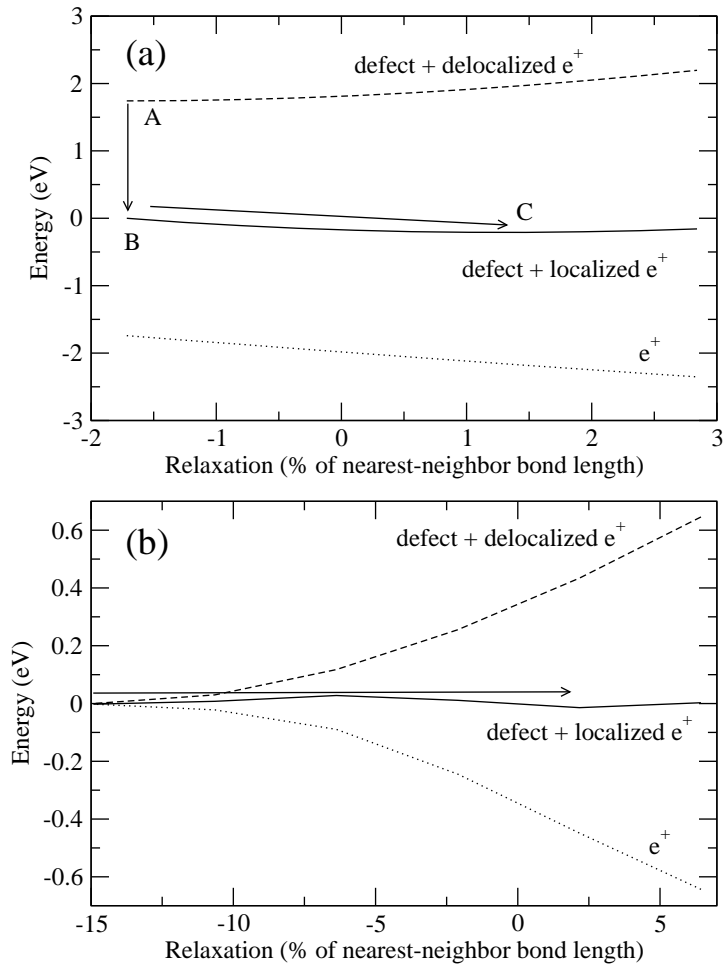 3
(a)
defect + delocalized e+
2
A
1
Energy (eV)
0
C
B
defect + localized e+
-1
-2
e+
-3
-2
-1
0
1
2
3
Relaxation (% of nearest-neighbor bond length)
0.6
(b)
defect + delocalized e+
0.4
0.2
Energy (eV)
0
defect + localized e+
-0.2
-0.4
e+
-0.6
-15
-10
-5
0
5
Relaxation (% of nearest-neighbor bond length)